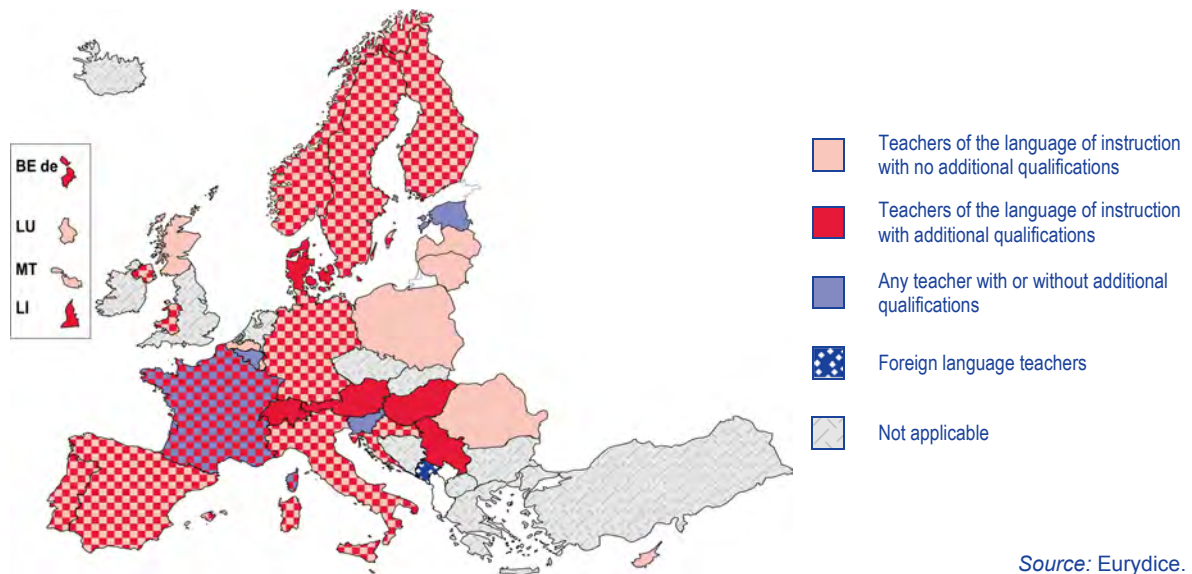 BE de
LU
MT
LI
Teachers of the language of instruction
with no additional qualifications
Teachers of the language of instruction
with additional qualifications
Any teacher with or without additional
qualifications
Foreign language teachers
Not applicable
Source: Eurydice.